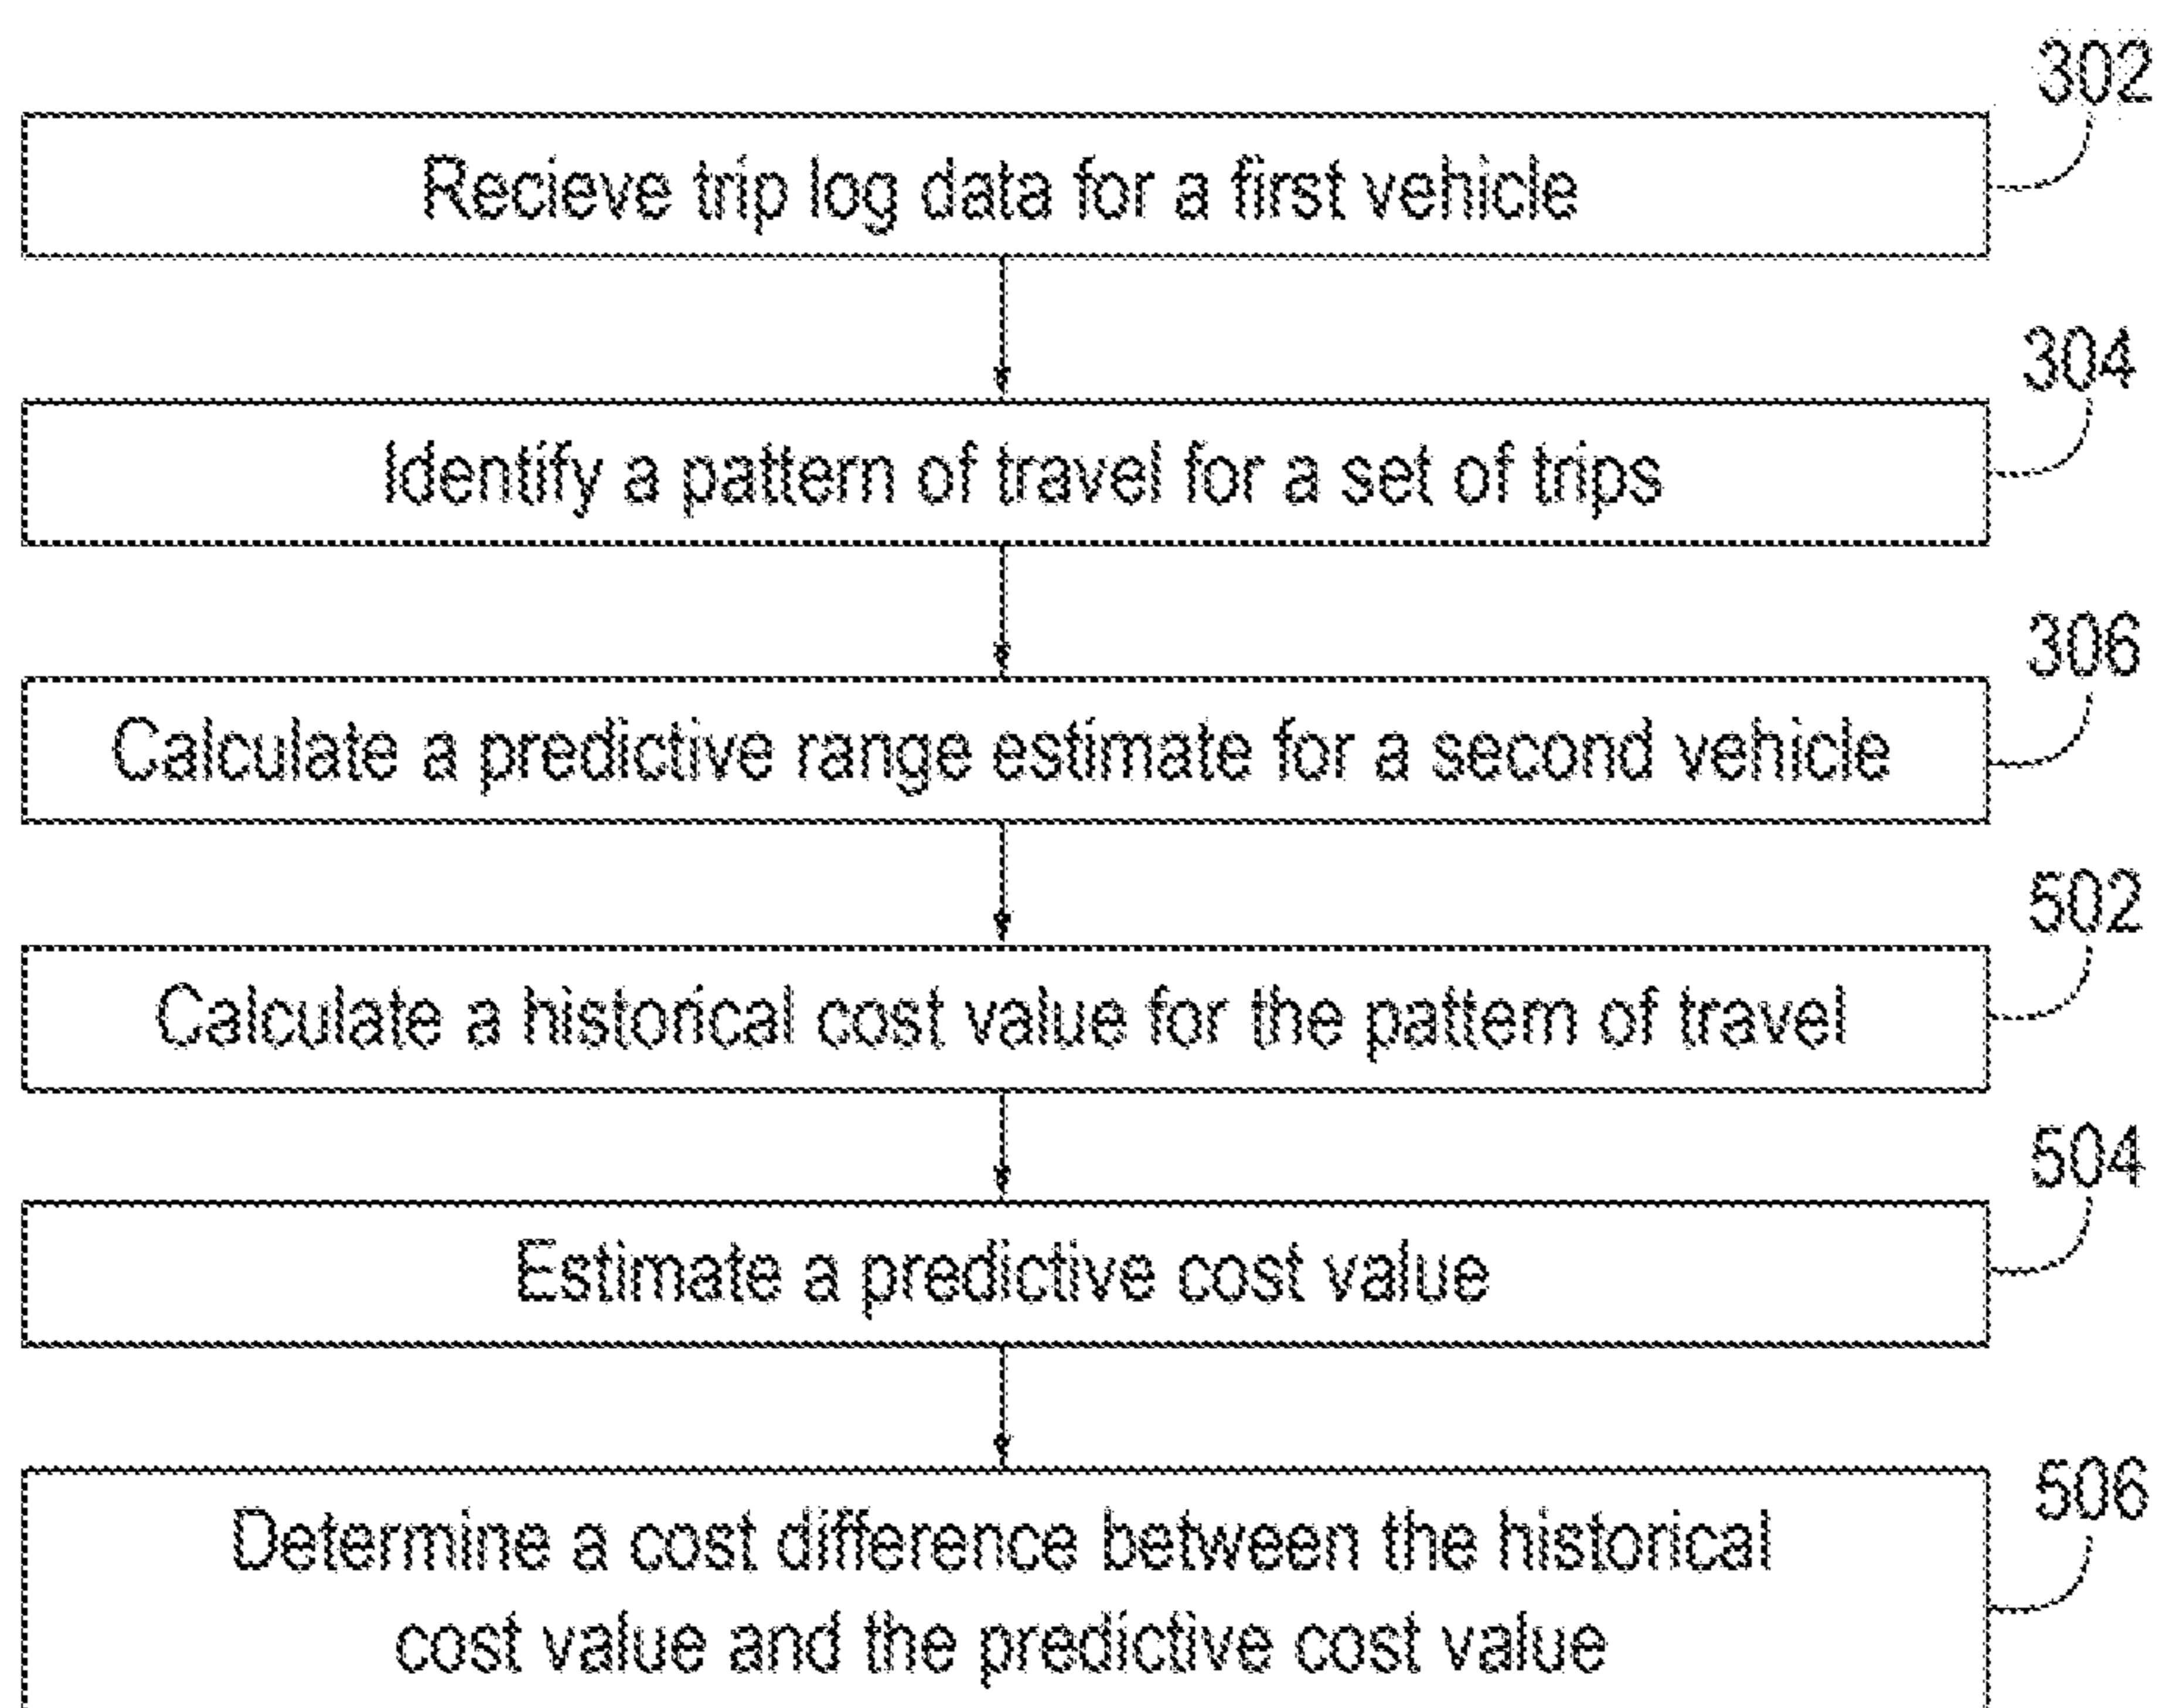 302
Recieve trip log data for a first vehicle
304
Identify a pattern of travel for a set of trips
306
Calculate a predictive range estimate for a second vehicle
502
Calculate a historical cost value for the pattern of travel
504
Estimate a predictive cost value
506
Determine a cost difference between the historical
cost value and the predictive cost value